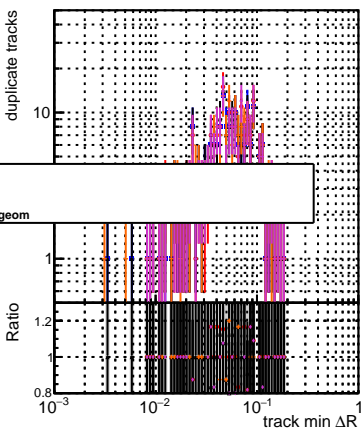 duplicate tracks
10
geom
1
Ratio
1.2
1
0.8
10⁻³ 10⁻² 10⁻¹ 1
track min ΔR